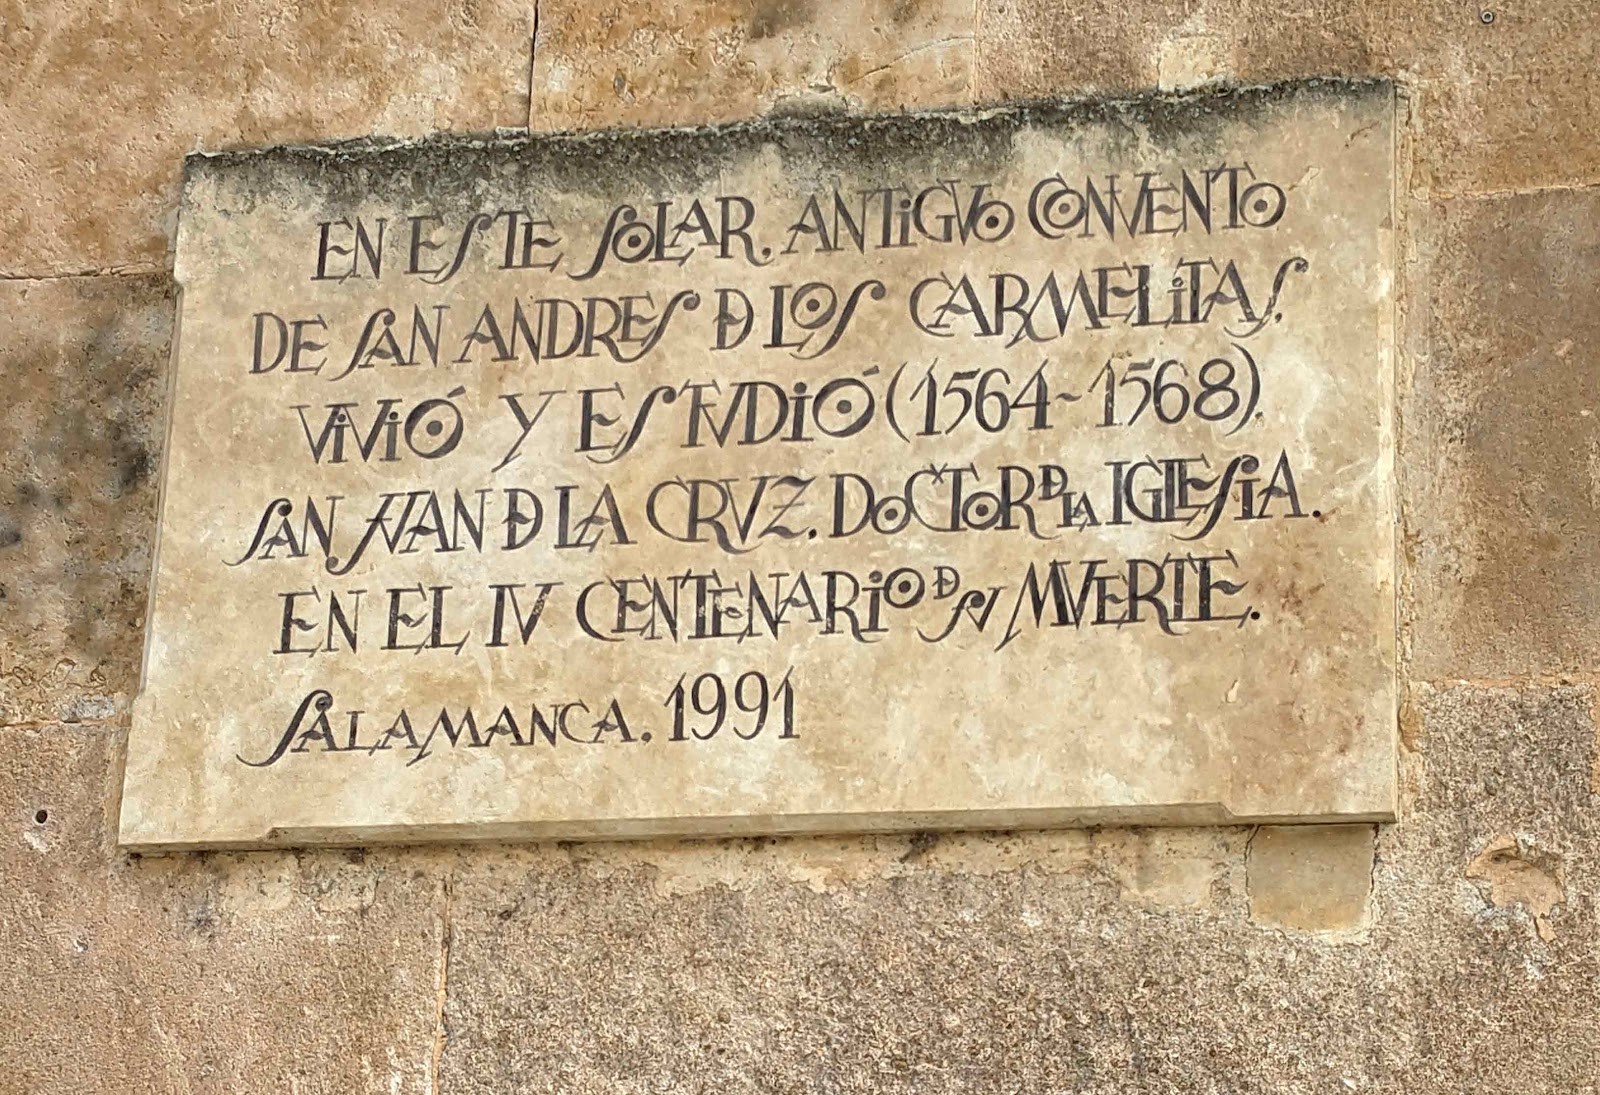 EN ESTE SOLAR, ANTiGVO CONVENTO
DE SAN ANDRES D LOS CARMELiTAS,
ViViÓ Y ESTVDiÓ (1564-1568),
SAN JVAN D LA CRVZ, DOCTOR D LA IGLESiA.
EN EL IV CENTENARiO D SV MVERTE.
SALAMANCA. 1991